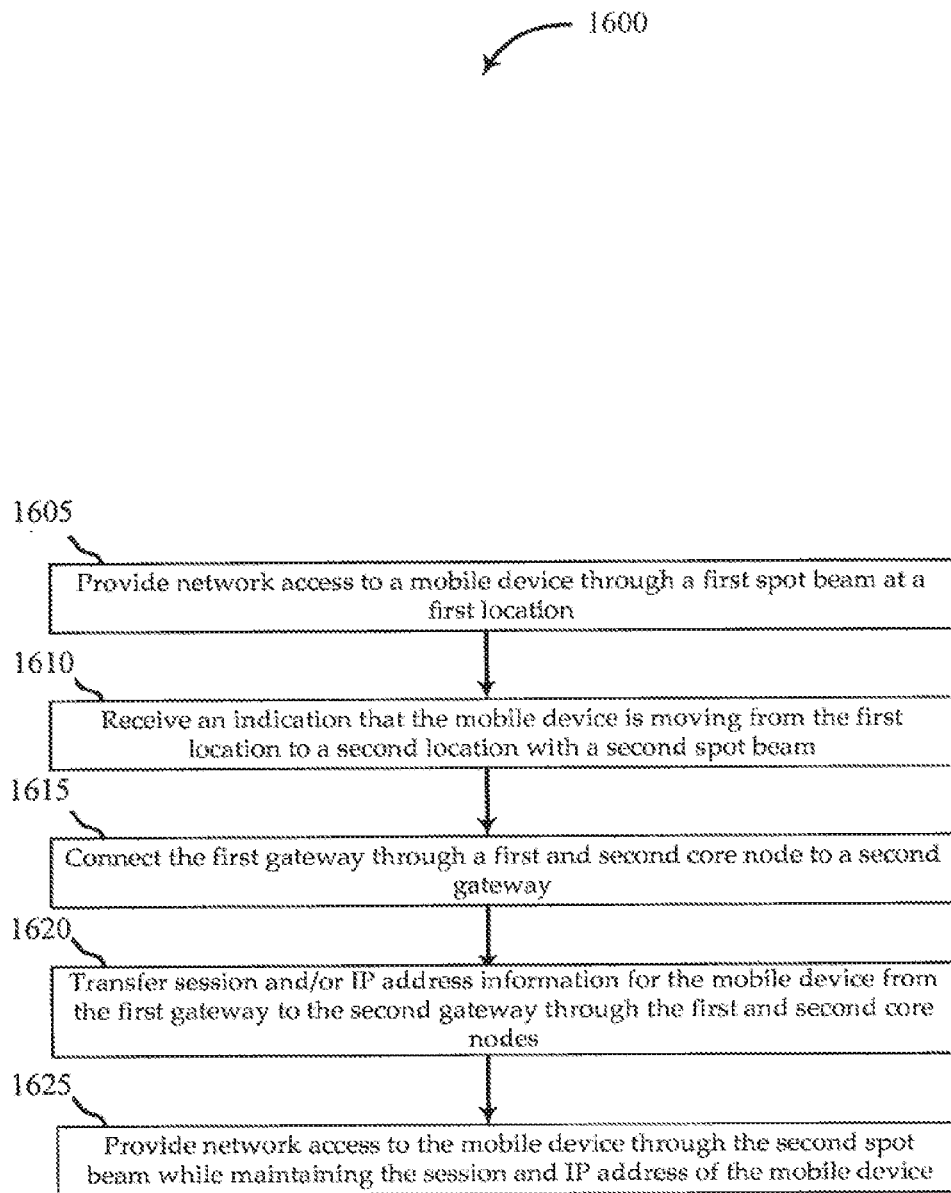 1600
1605
Provide network access to a mobile device through a first spot beam at a
first location
1610
Receive an indication that the mobile device is moving from the first
location to a second location with a second spot beam
1615
Connect the first gateway through a first and second core node to a second
gateway
1620
Transfer session and/or IP address information for the mobile device from
the first gateway to the second gateway through the first and second core
nodes
1625
Provide network access to the mobile device through the second spot
beam while maintaining the session and IP address of the mobile device